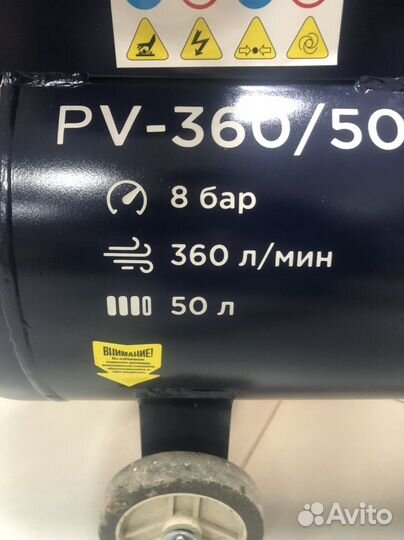 PV-360/50
8 бар
360 л/мин
50 л
ВНИМАНИЕ!
Avito